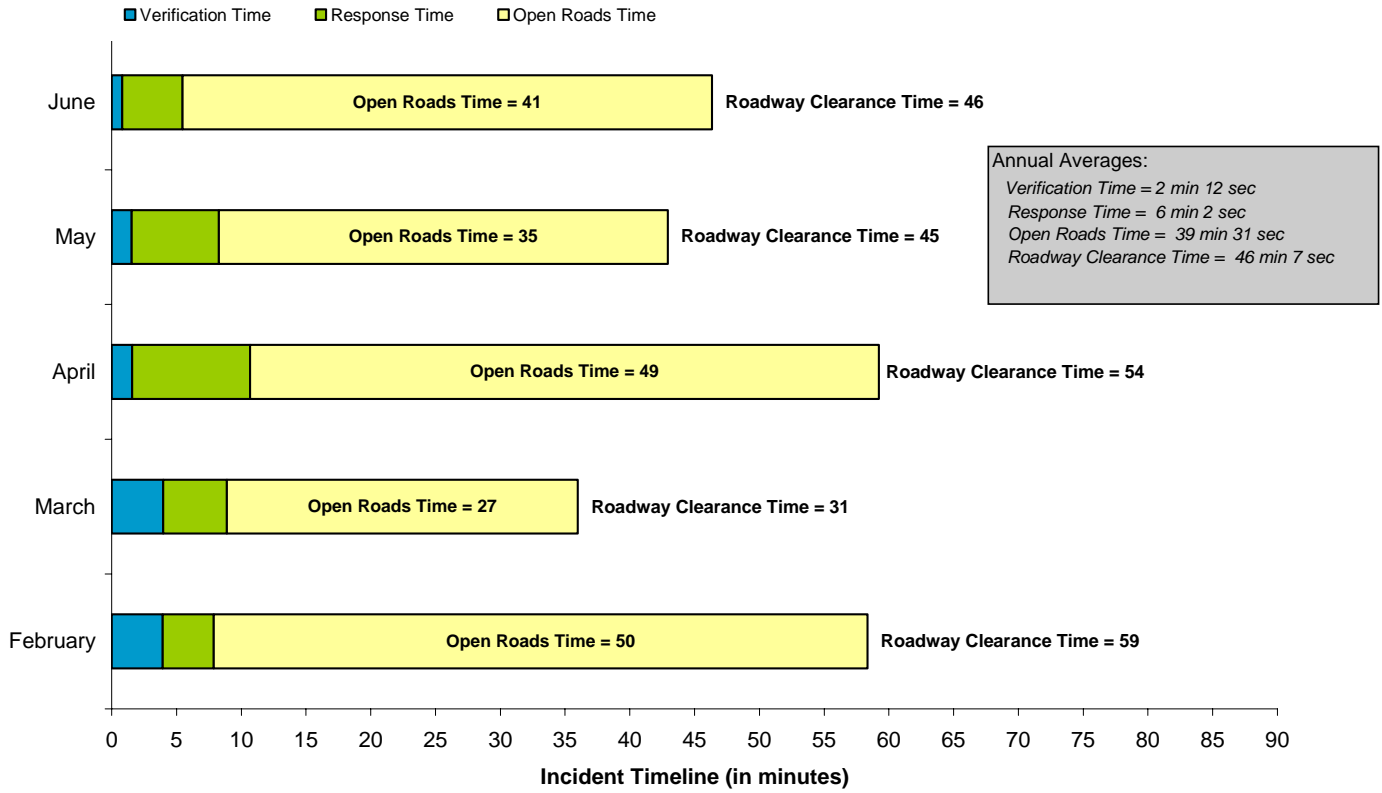 Verification Time Response Time Open Roads Time
June
Open Roads Time = 41
Roadway Clearance Time = 46
Annual Averages:
Verification Time = 2 min 12 sec
Response Time = 6 min 2 sec
Open Roads Time = 39 min 31 sec
Roadway Clearance Time = 46 min 7 sec
May
Open Roads Time = 35
Roadway Clearance Time = 45
April
Open Roads Time = 49
Roadway Clearance Time = 54
March
Open Roads Time = 27
Roadway Clearance Time = 31
February
Open Roads Time = 50
Roadway Clearance Time = 59
0 5 10 15 20 25 30 35 40 45 50 55 60 65 70 75 80 85 90
Incident Timeline (in minutes)